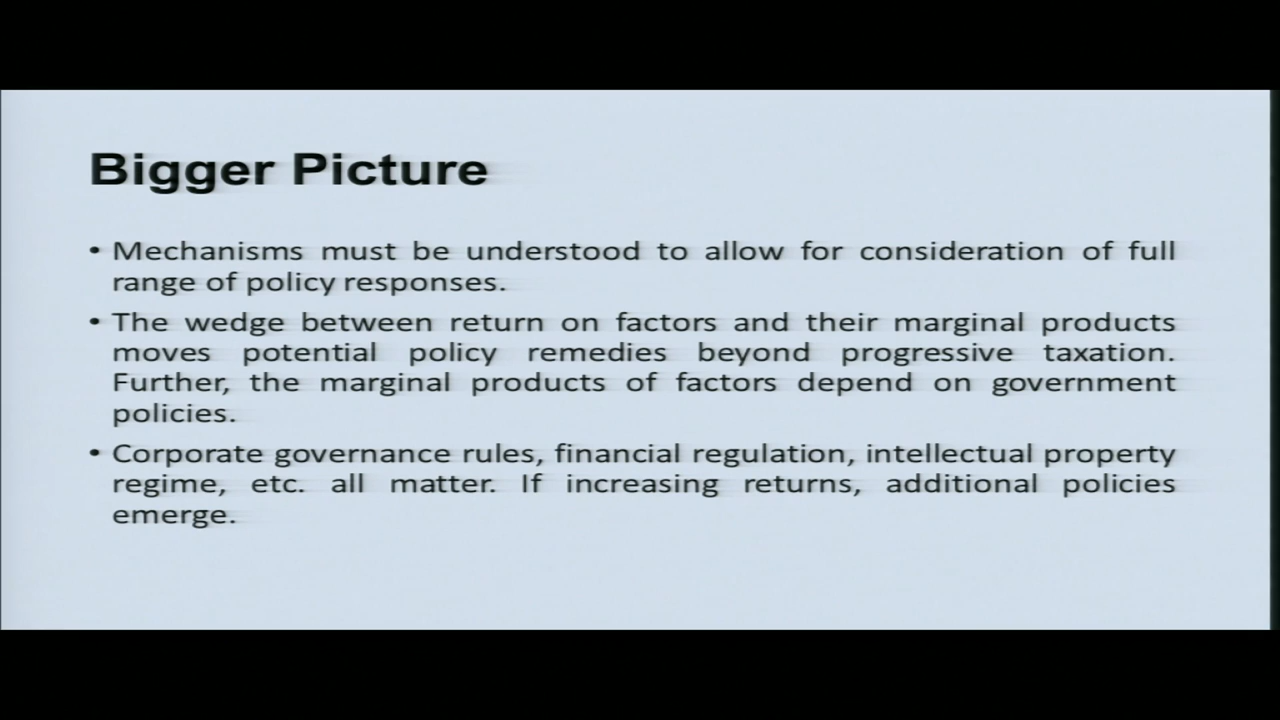 Bigger Picture
• Mechanisms must be understood to allow for consideration of full
range of policy responses.
• The wedge between return on factors and their marginal products
moves potential policy remedies beyond progressive taxation.
Further, the marginal products of factors depend on government
policies.
• Corporate governance rules, financial regulation, intellectual property
regime, etc. all matter. If increasing returns, additional policies
emerge.